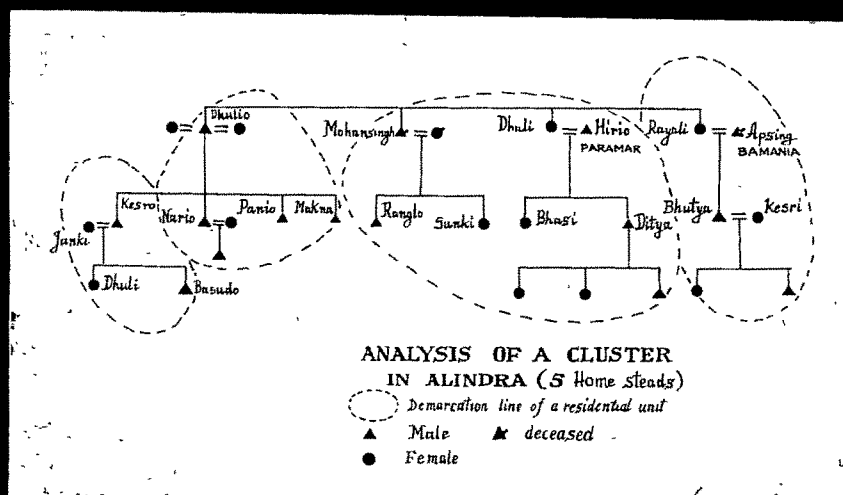 Dhulio
Mohansingh Dhuli Hirio Rayali Apsing
PARAMAR BAMANIA
Kesro Nario Panio Makna Ranglo Sunki Bhasi Ditya Bhutya Kesri
Janki
Dhuli Basudo
ANALYSIS OF A CLUSTER
IN ALINDRA (5 Home steads)
Demarcation line of a residential unit
Male deceased
Female